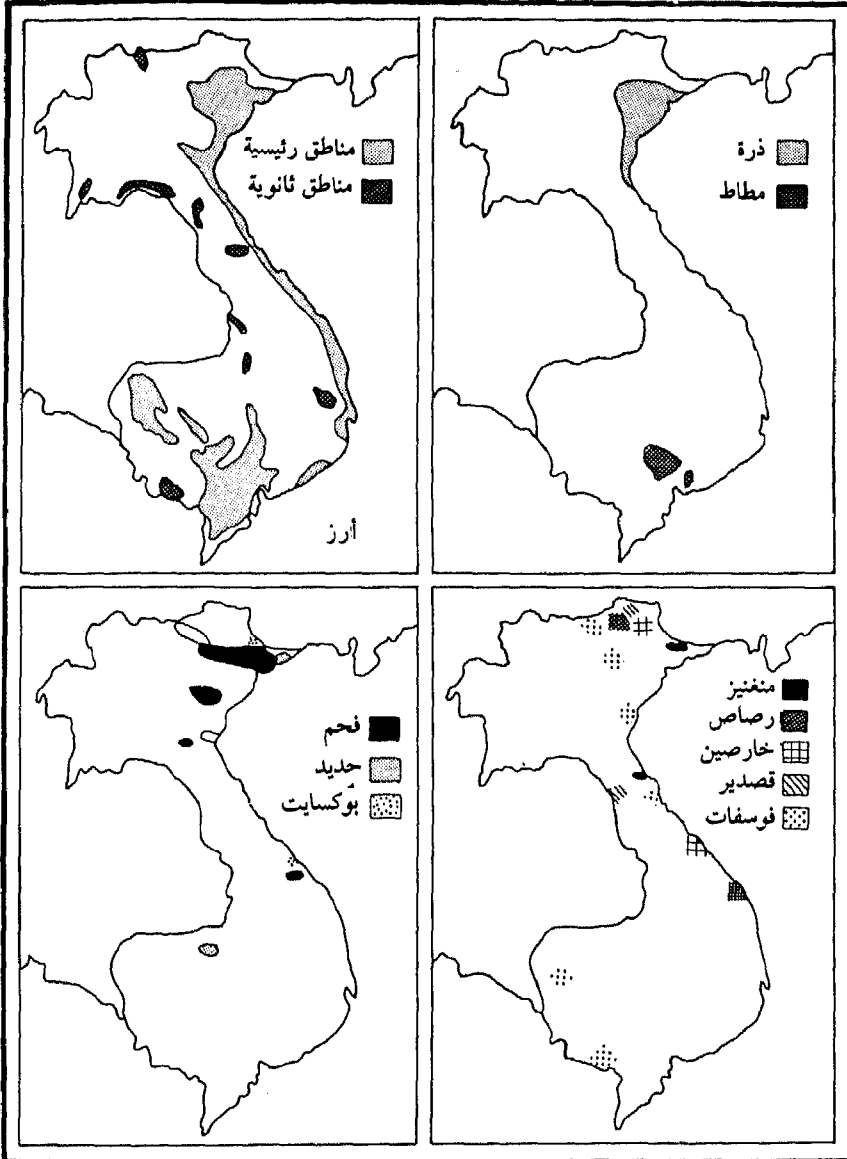 مناطق رئيسية
مناطق ثانوية
أرز
ذرة
مطاط
فحم
حديد
بوكسايت
منغنيز
رصاص
خارصين
قصدير
فوسفات